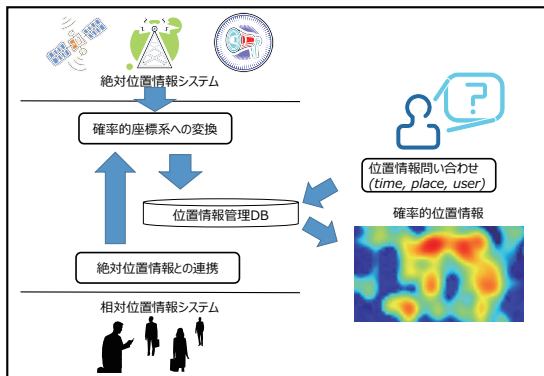 絶対位置情報システム
確率的座標系への変換
位置情報問い合わせ
(time, place, user)
位置情報管理DB
確率的位置情報
絶対位置情報との連携
相対位置情報システム